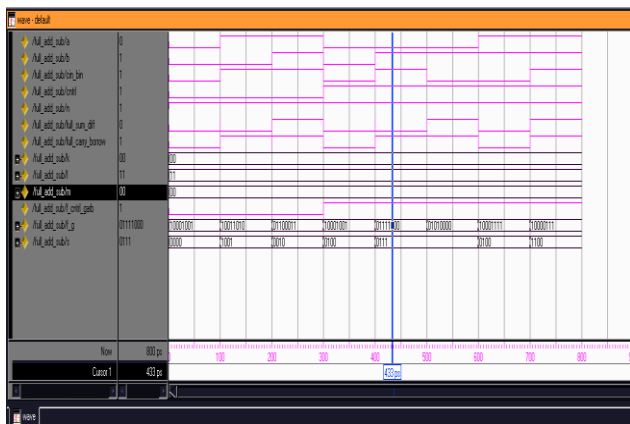 wave - default
/full_add_sub/a 0
/full_add_sub/b 1
/full_add_sub/cin_bin 1
/full_add_sub/cntrl 1
/full_add_sub/n 1
/full_add_sub/full_sum_diff 0
/full_add_sub/full_carry_borrow 1
/full_add_sub/k 00 00
/full_add_sub/l 11 11
/full_add_sub/m 00 00
/full_add_sub/f_cntrl_garb 1
/full_add_sub/f_g 01111000 10001001 10011010 01100011 10001001 01010000 10001111 10000111
/full_add_sub/s 0111 0000 1001 0010 0100 0111 0100 1100
Now 800 ps 100 200 300 400 500 600 700 800
Cursor 1 433 ps 433 ps
wave